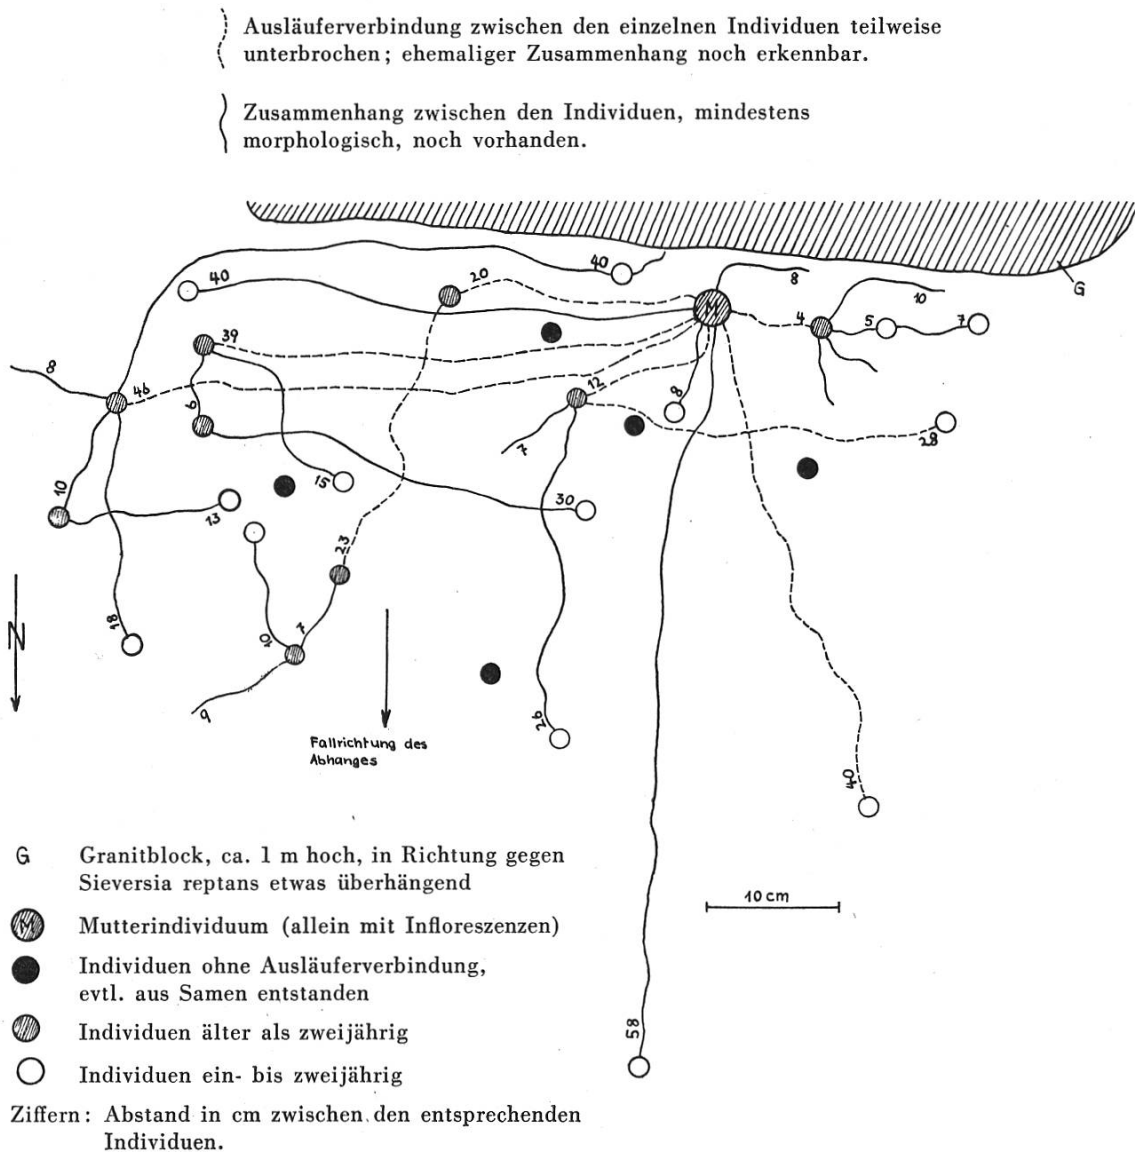 Ausläuferverbindung zwischen den einzelnen Individuen teilweise
unterbrochen; ehemaliger Zusammenhang noch erkennbar.
Zusammenhang zwischen den Individuen, mindestens
morphologisch, noch vorhanden.
40
40
20
8
10
G
M
4
5
7
39
8
46
12
8
6
7
28
15
30
10
13
23
18
N
10
7
9
26
Fallrichtung des
Abhanges
40
10 cm
58
G Granitblock, ca. 1 m hoch, in Richtung gegen
Sieversia reptans etwas überhängend
M Mutterindividuum (allein mit Infloreszenzen)
Individuen ohne Ausläuferverbindung,
evtl. aus Samen entstanden
Individuen älter als zweijährig
Individuen ein- bis zweijährig
Ziffern: Abstand in cm zwischen den entsprechenden
Individuen.